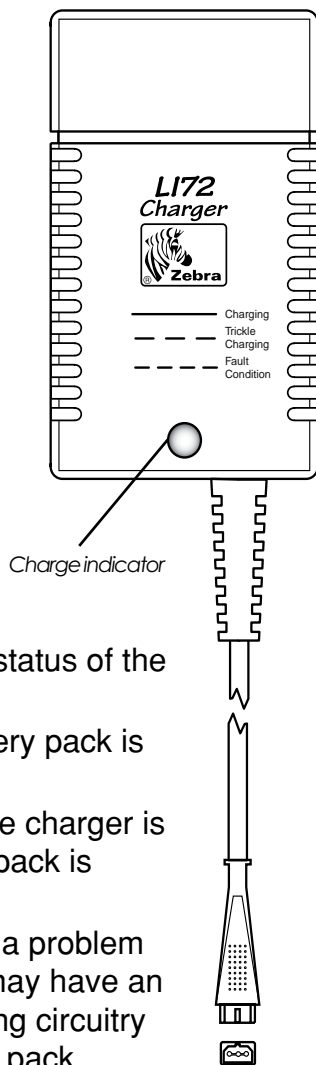 LI72
Charger
® Zebra
Charging
Trickle
Charging
Fault
Condition
Charge indicator
status of the
ery pack is
e charger is
pack is
a problem
may have an
ng circuitry
pack